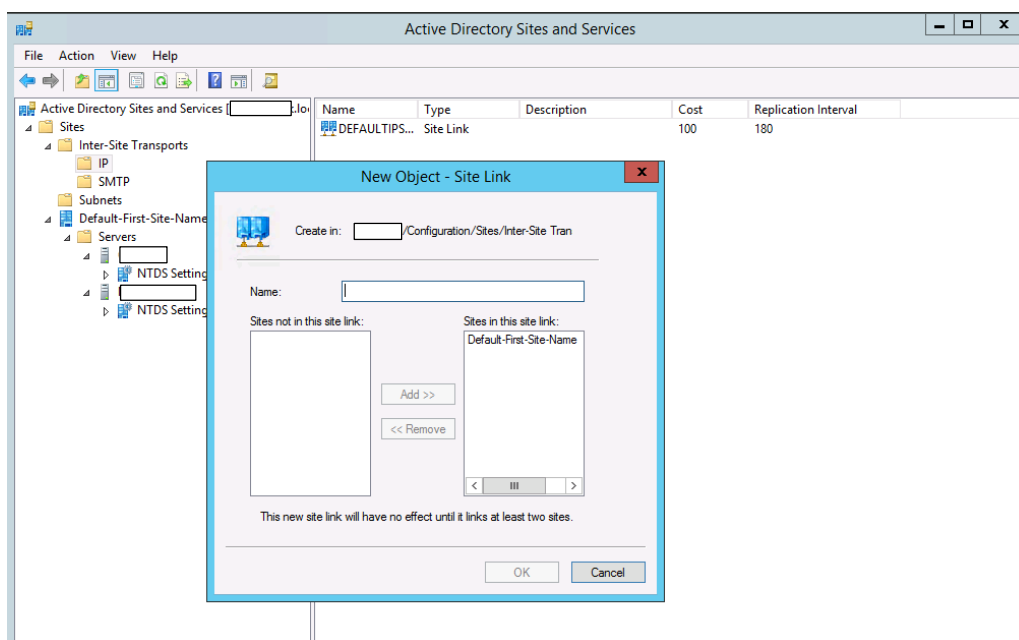 Active Directory Sites and Services
File Action View Help
Active Directory Sites and Services [ .lo
Name Type Description Cost Replication Interval
Sites
DEFAULTIPS... Site Link 100 180
Inter-Site Transports
IP
SMTP
Subnets
Default-First-Site-Name
Servers
NTDS Setting
NTDS Setting
New Object - Site Link
Create in: /Configuration/Sites/Inter-Site Tran
Name:
Sites not in this site link: Sites in this site link:
Default-First-Site-Name
Add >>
<< Remove
This new site link will have no effect until it links at least two sites.
OK Cancel